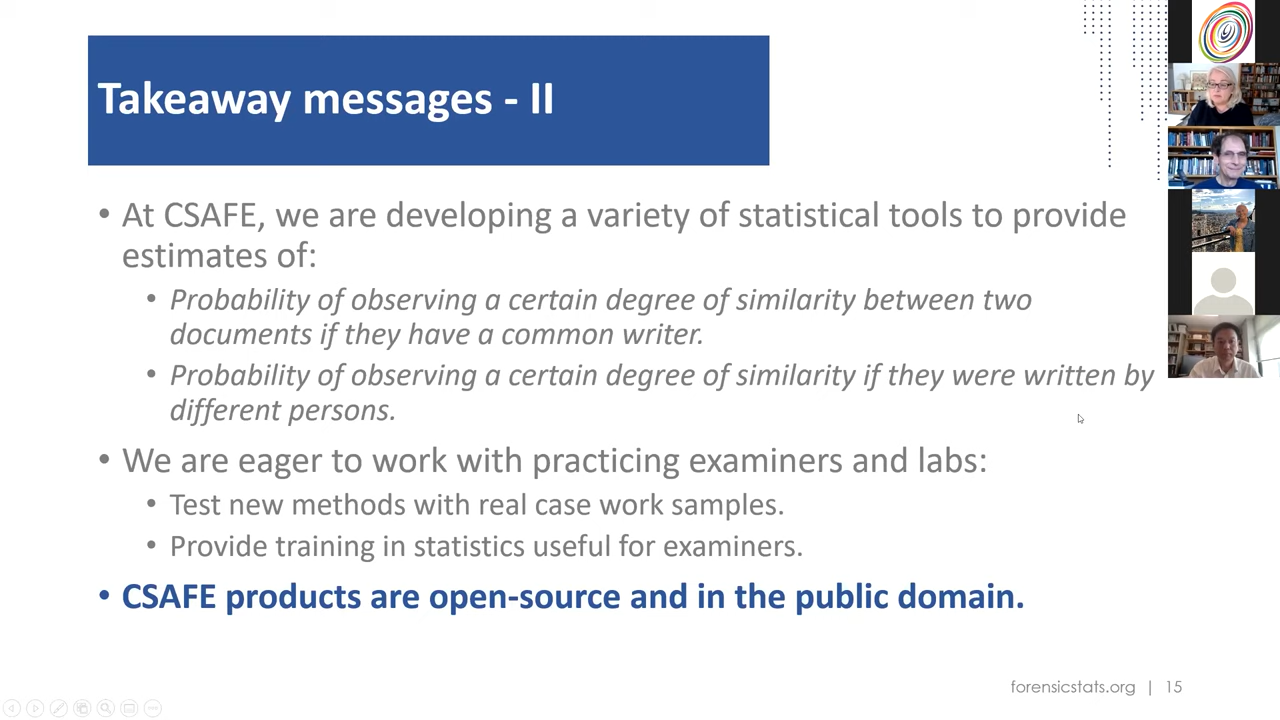 Takeaway messages - II
• At CSAFE, we are developing a variety of statistical tools to provide
estimates of:
• Probability of observing a certain degree of similarity between two
documents if they have a common writer.
• Probability of observing a certain degree of similarity if they were written by
different persons.
• We are eager to work with practicing examiners and labs:
• Test new methods with real case work samples.
• Provide training in statistics useful for examiners.
• CSAFE products are open-source and in the public domain.
forensicstats.org | 15